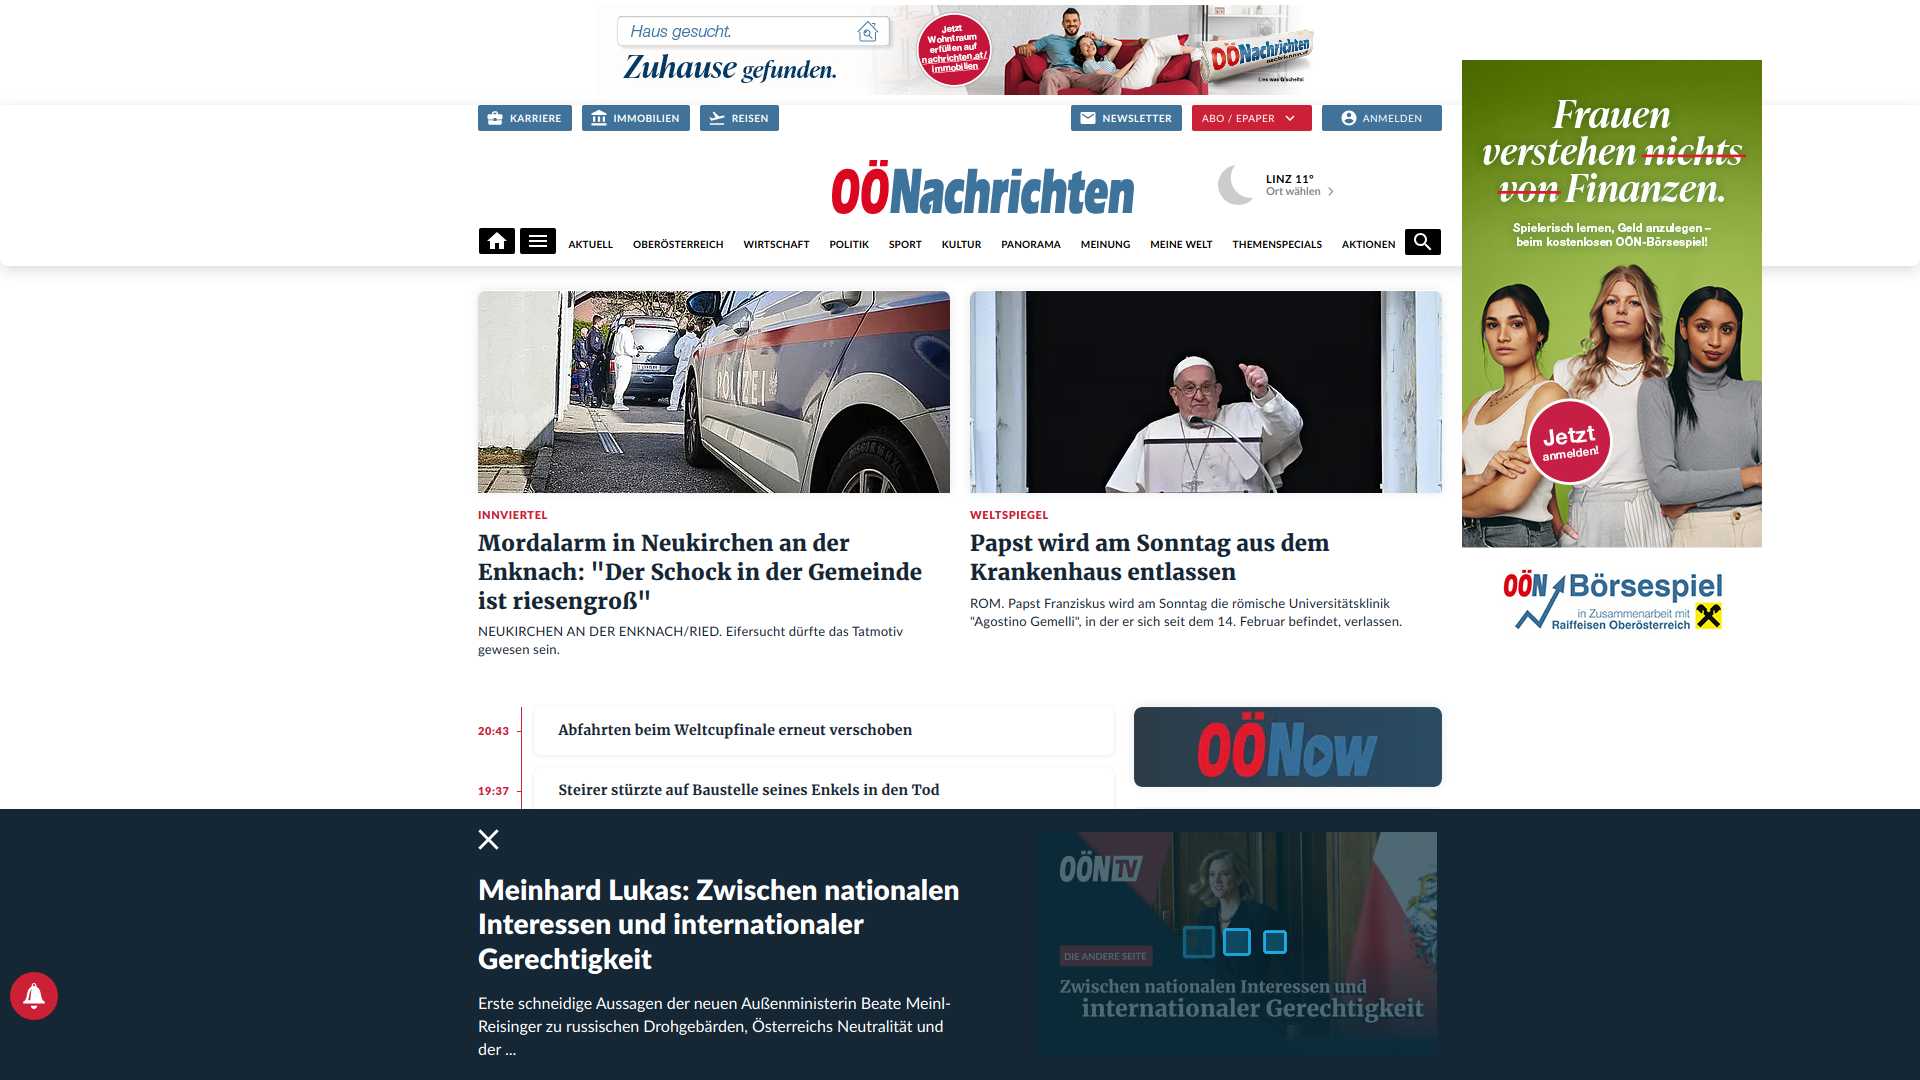 Haus gesucht.
Zuhause gefunden.
Jetzt
Wohntraum
erfüllen auf
nachrichten.at/
immobilien
OÖNachrichten
Lies was G'scheits!
KARRIERE
IMMOBILIEN
REISEN
NEWSLETTER
ABO / EPAPER
ANMELDEN
OÖNachrichten
LINZ 11°
Ort wählen
AKTUELL
OBERÖSTERREICH
WIRTSCHAFT
POLITIK
SPORT
KULTUR
PANORAMA
MEINUNG
MEINE WELT
THEMENSPECIALS
AKTIONEN
Frauen
verstehen nichts
von Finanzen.
Spielerisch lernen, Geld anzulegen –
beim kostenlosen OÖN-Börsespiel!
Jetzt
anmelden!
OÖN Börsespiel
in Zusammenarbeit mit
Raiffeisen Oberösterreich
POLIZEI
INNVIERTEL
Mordalarm in Neukirchen an der
Enknach: "Der Schock in der Gemeinde
ist riesengroß"
NEUKIRCHEN AN DER ENKNACH/RIED. Eifersucht dürfte das Tatmotiv
gewesen sein.
WELTSPIEGEL
Papst wird am Sonntag aus dem
Krankenhaus entlassen
ROM. Papst Franziskus wird am Sonntag die römische Universitätsklinik
"Agostino Gemelli", in der er sich seit dem 14. Februar befindet, verlassen.
20:43
Abfahrten beim Weltcupfinale erneut verschoben
19:37
Steirer stürzte auf Baustelle seines Enkels in den Tod
OÖNow
Meinhard Lukas: Zwischen nationalen
Interessen und internationaler
Gerechtigkeit
Erste schneidige Aussagen der neuen Außenministerin Beate Meinl-
Reisinger zu russischen Drohgebärden, Österreichs Neutralität und
der ...
OÖN TV
DIE ANDERE SEITE
Zwischen nationalen Interessen und
internationaler Gerechtigkeit